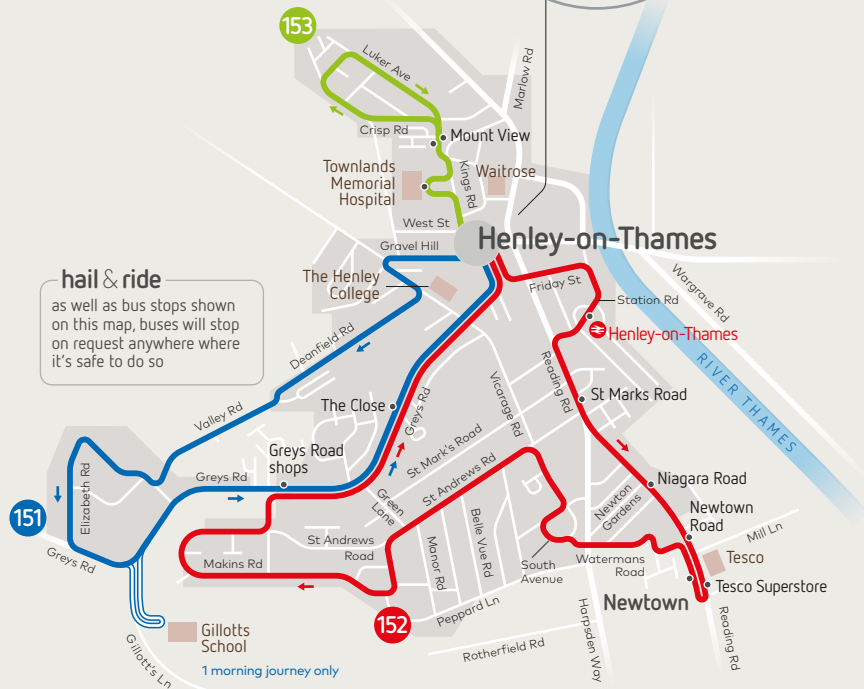 153
Luker Ave
Marlow Rd
Crisp Rd
Mount View
Kings Rd
Waitrose
Townlands
Memorial
Hospital
West St
Gravel Hill
Henley-on-Thames
hail & ride
as well as bus stops shown
on this map, buses will stop
on request anywhere where
it's safe to do so
The Henley
College
Friday St
Station Rd
Wargrave Rd
Henley-on-Thames
RIVER THAMES
Deanfield Rd
Reading Rd
Vicarage Rd
St Marks Road
The Close
Greys Rd
Valley Rd
Greys Road
shops
St Mark's Road
St Andrews Rd
Greys Rd
Elizabeth Rd
Green
Lane
Niagara Road
Newton
Gardens
Newtown
Road
Mill Ln
151
Greys Rd
St Andrews
Road
Makins Rd
Manor Rd
Belle Vue Rd
South
Avenue
Watermans
Road
Tesco
Tesco Superstore
Newtown
152
Peppard Ln
Harpsden Way
Reading Rd
Rotherfield Rd
Gillotts
School
Gillott's Ln
1 morning journey only